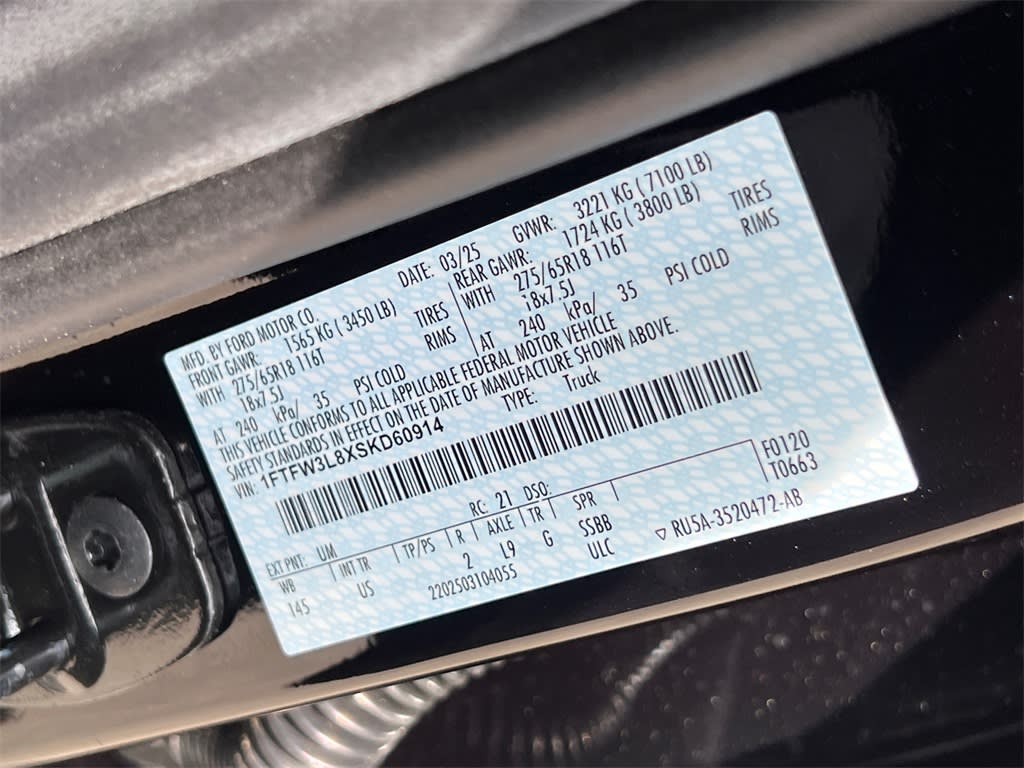 MFD. BY FORD MOTOR CO.
DATE: 03/25 GVWR: 3221 KG ( 7100 LB)
FRONT GAWR: 1565 KG ( 3450 LB) REAR GAWR: 1724 KG ( 3800 LB)
WITH 275/65R18 116T TIRES WITH 275/65R18 116T TIRES
18x7.5J RIMS 18x7.5J RIMS
AT 240 kPa/ 35 PSI COLD AT 240 kPa/ 35 PSI COLD
THIS VEHICLE CONFORMS TO ALL APPLICABLE FEDERAL MOTOR VEHICLE
SAFETY STANDARDS IN EFFECT ON THE DATE OF MANUFACTURE SHOWN ABOVE.
VIN: 1FTFW3L8XSKD60914 TYPE: Truck
F0120
T0663
EXT PNT: UM RC: 21 DSO:
WB INT TR TP/PS R AXLE TR SPR
145 US 2 L9 G SSBB
2202503104055 ULC
▽ RU5A-3520472-AB